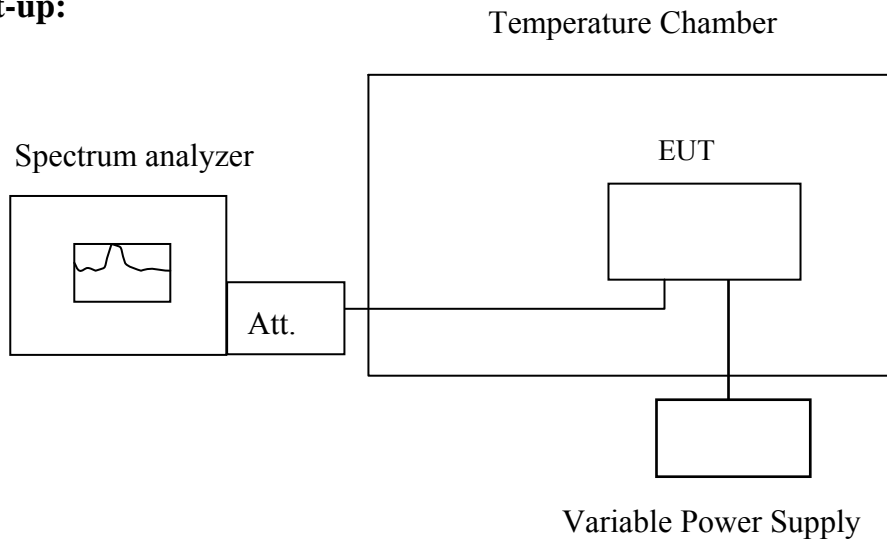 t-up:
Temperature Chamber
Spectrum analyzer
EUT
Att.
Variable Power Supply